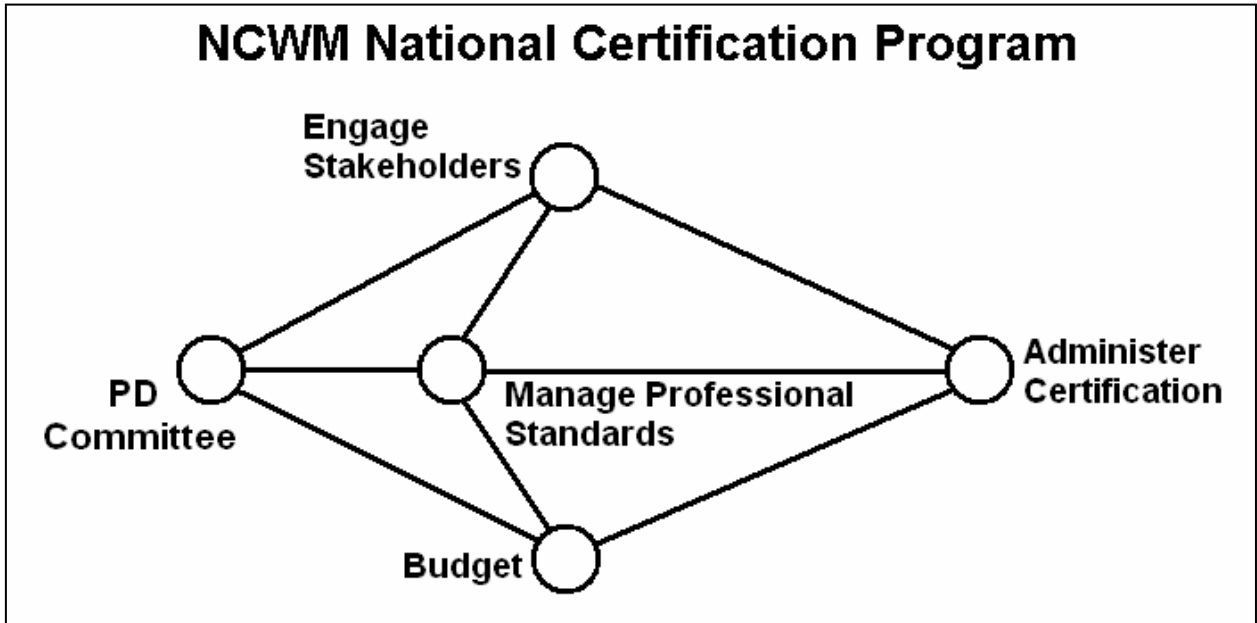 NCWM National Certification Program
Engage
Stakeholders
Administer
Certification
PD
Committee
Manage Professional
Standards
Budget